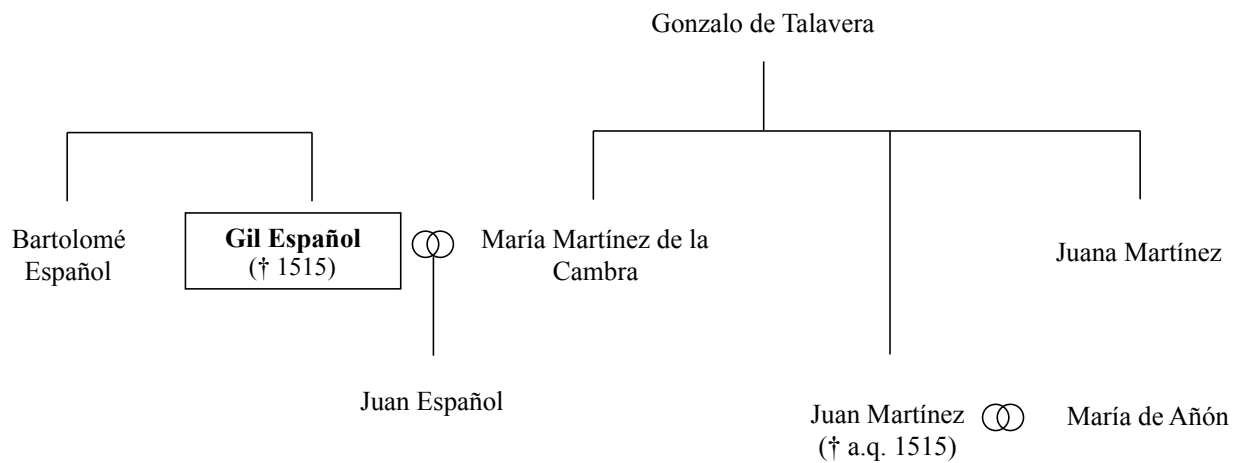 Gonzalo de Talavera
Bartolomé
Español
Gil Español
(† 1515)
María Martínez de la
Cambra
Juana Martínez
Juan Español
Juan Martínez
(† a.q. 1515)
María de Añón